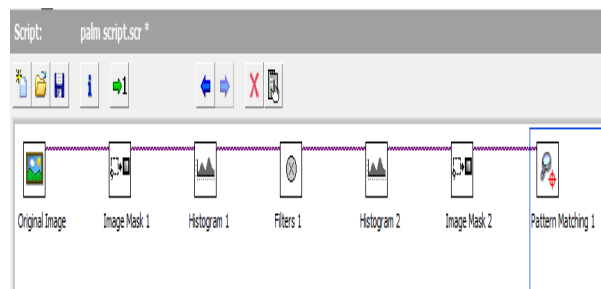 Script: palm script.scr *
1
Original Image Image Mask 1 Histogram 1 Filters 1 Histogram 2 Image Mask 2 Pattern Matching 1